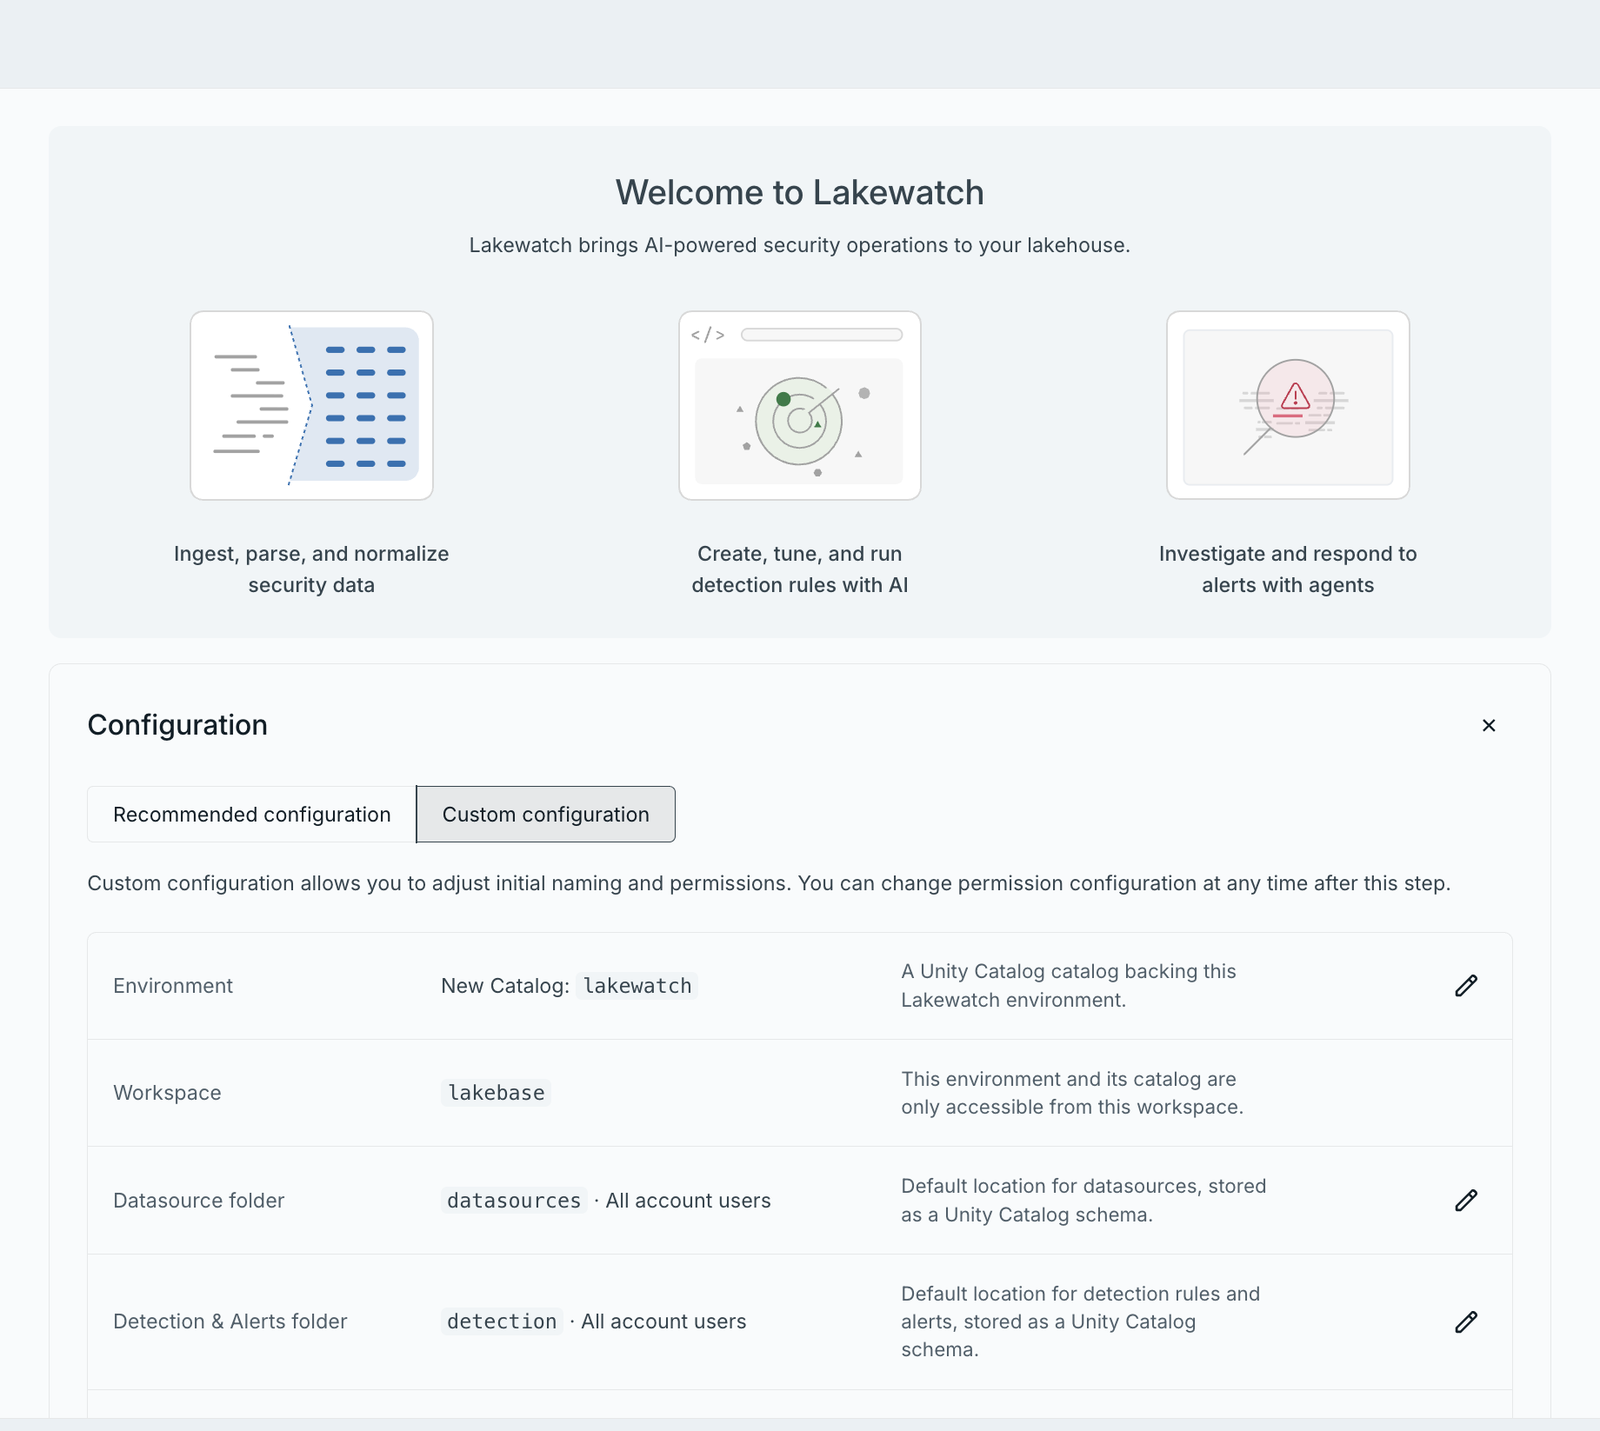 Welcome to Lakewatch
Lakewatch brings AI-powered security operations to your lakehouse.
</>
Ingest, parse, and normalize
security data
Create, tune, and run
detection rules with AI
Investigate and respond to
alerts with agents
Configuration
Recommended configuration
Custom configuration
Custom configuration allows you to adjust initial naming and permissions. You can change permission configuration at any time after this step.
Environment
New Catalog: lakewatch
A Unity Catalog catalog backing this
Lakewatch environment.
Workspace
lakebase
This environment and its catalog are
only accessible from this workspace.
Datasource folder
datasources · All account users
Default location for datasources, stored
as a Unity Catalog schema.
Detection & Alerts folder
detection · All account users
Default location for detection rules and
alerts, stored as a Unity Catalog
schema.